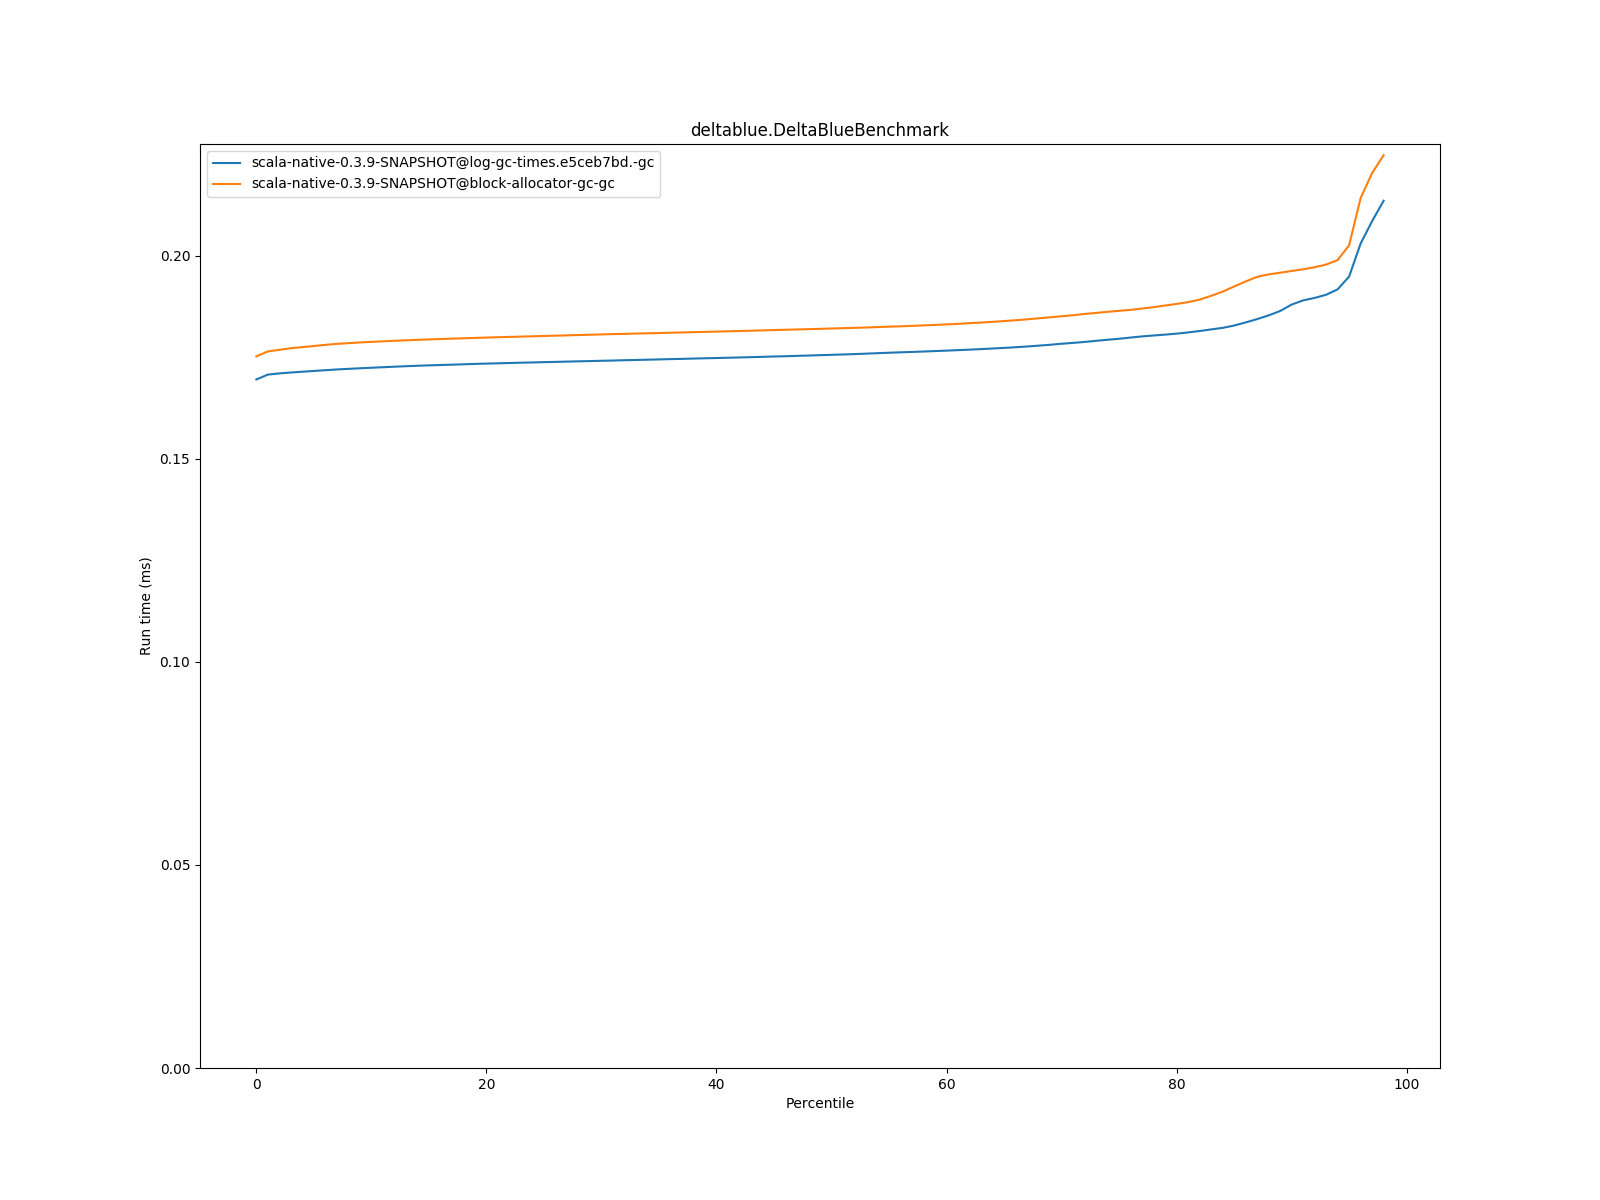 deltablue.DeltaBlueBenchmark
scala-native-0.3.9-SNAPSHOT@log-gc-times.e5ceb7bd.-gc
scala-native-0.3.9-SNAPSHOT@block-allocator-gc-gc
0.20
0.15
0.10
0.05
0.00
Run time (ms)
0 20 40 60 80 100
Percentile